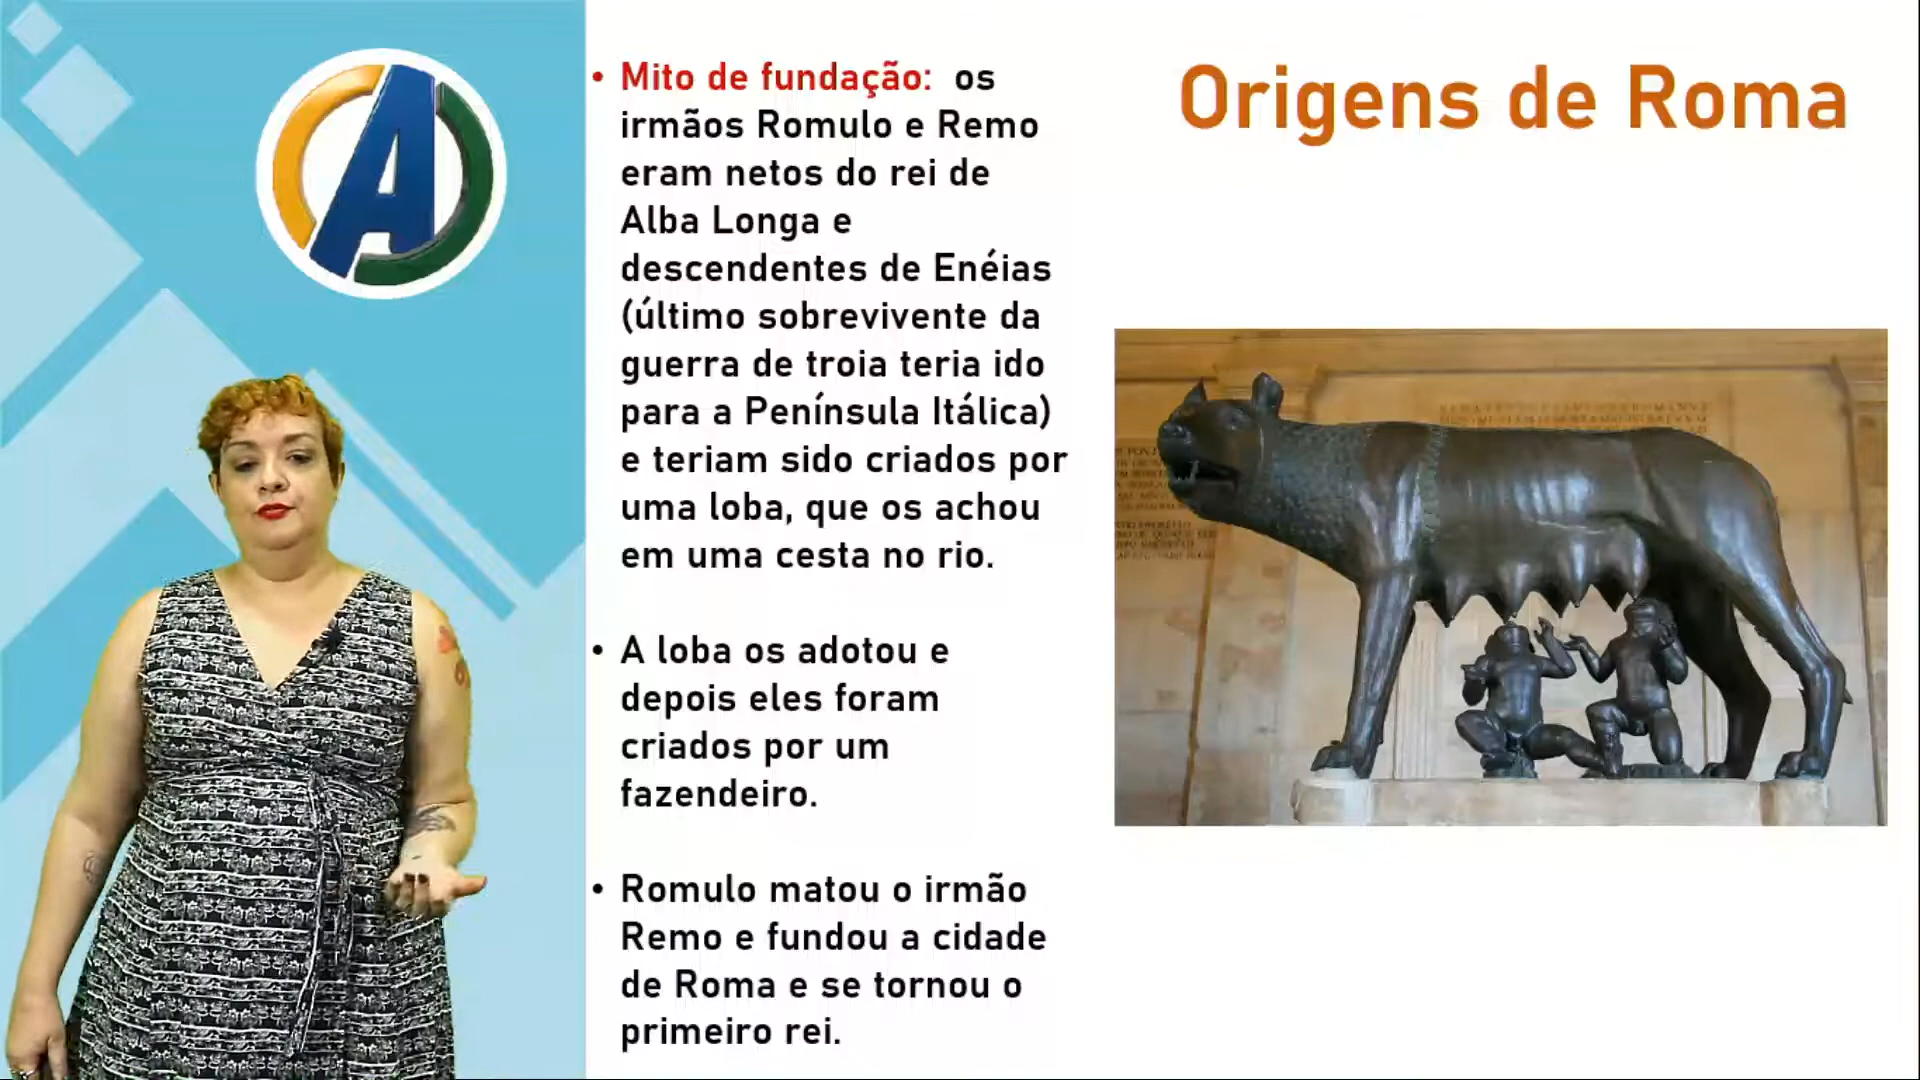 Origens de Roma
• Mito de fundação: os
irmãos Romulo e Remo
eram netos do rei de
Alba Longa e
descendentes de Enéias
(último sobrevivente da
guerra de troia teria ido
para a Península Itálica)
e teriam sido criados por
uma loba, que os achou
em uma cesta no rio.
• A loba os adotou e
depois eles foram
criados por um
fazendeiro.
• Romulo matou o irmão
Remo e fundou a cidade
de Roma e se tornou o
primeiro rei.
A